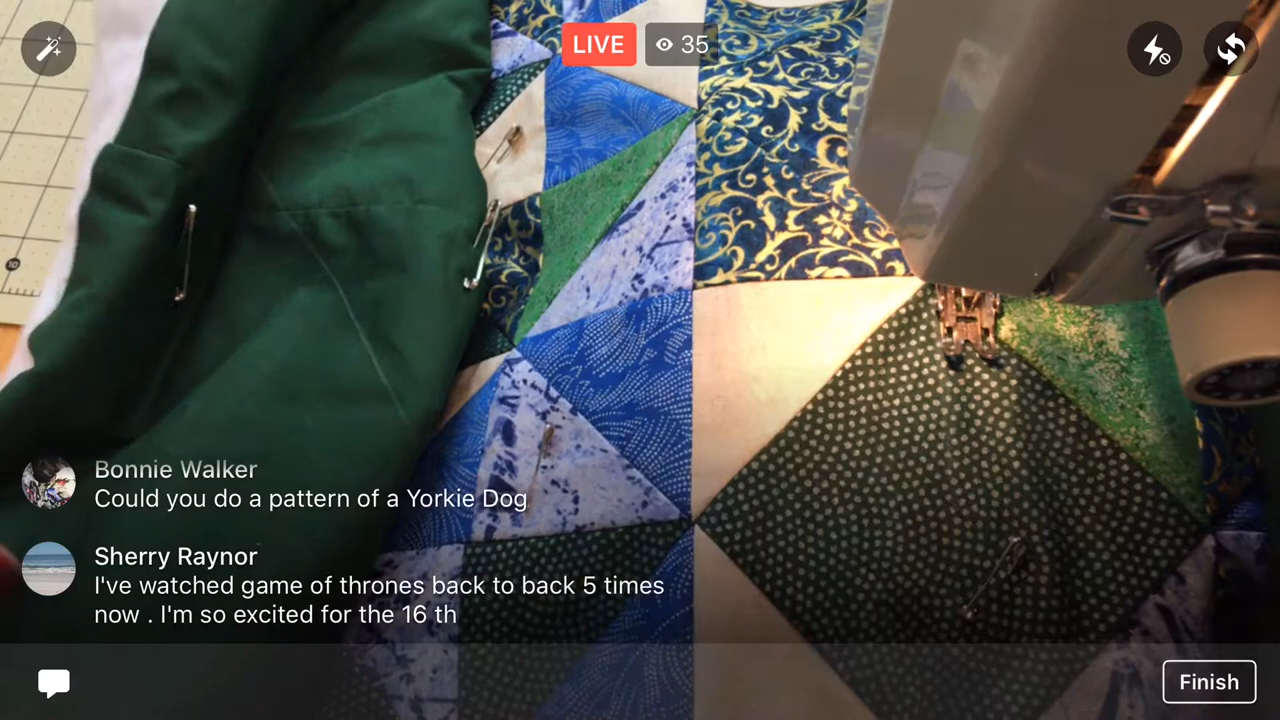 LIVE 35
Bonnie Walker
Could you do a pattern of a Yorkie Dog
Sherry Raynor
I've watched game of thrones back to back 5 times
now . I'm so excited for the 16 th
Finish
10